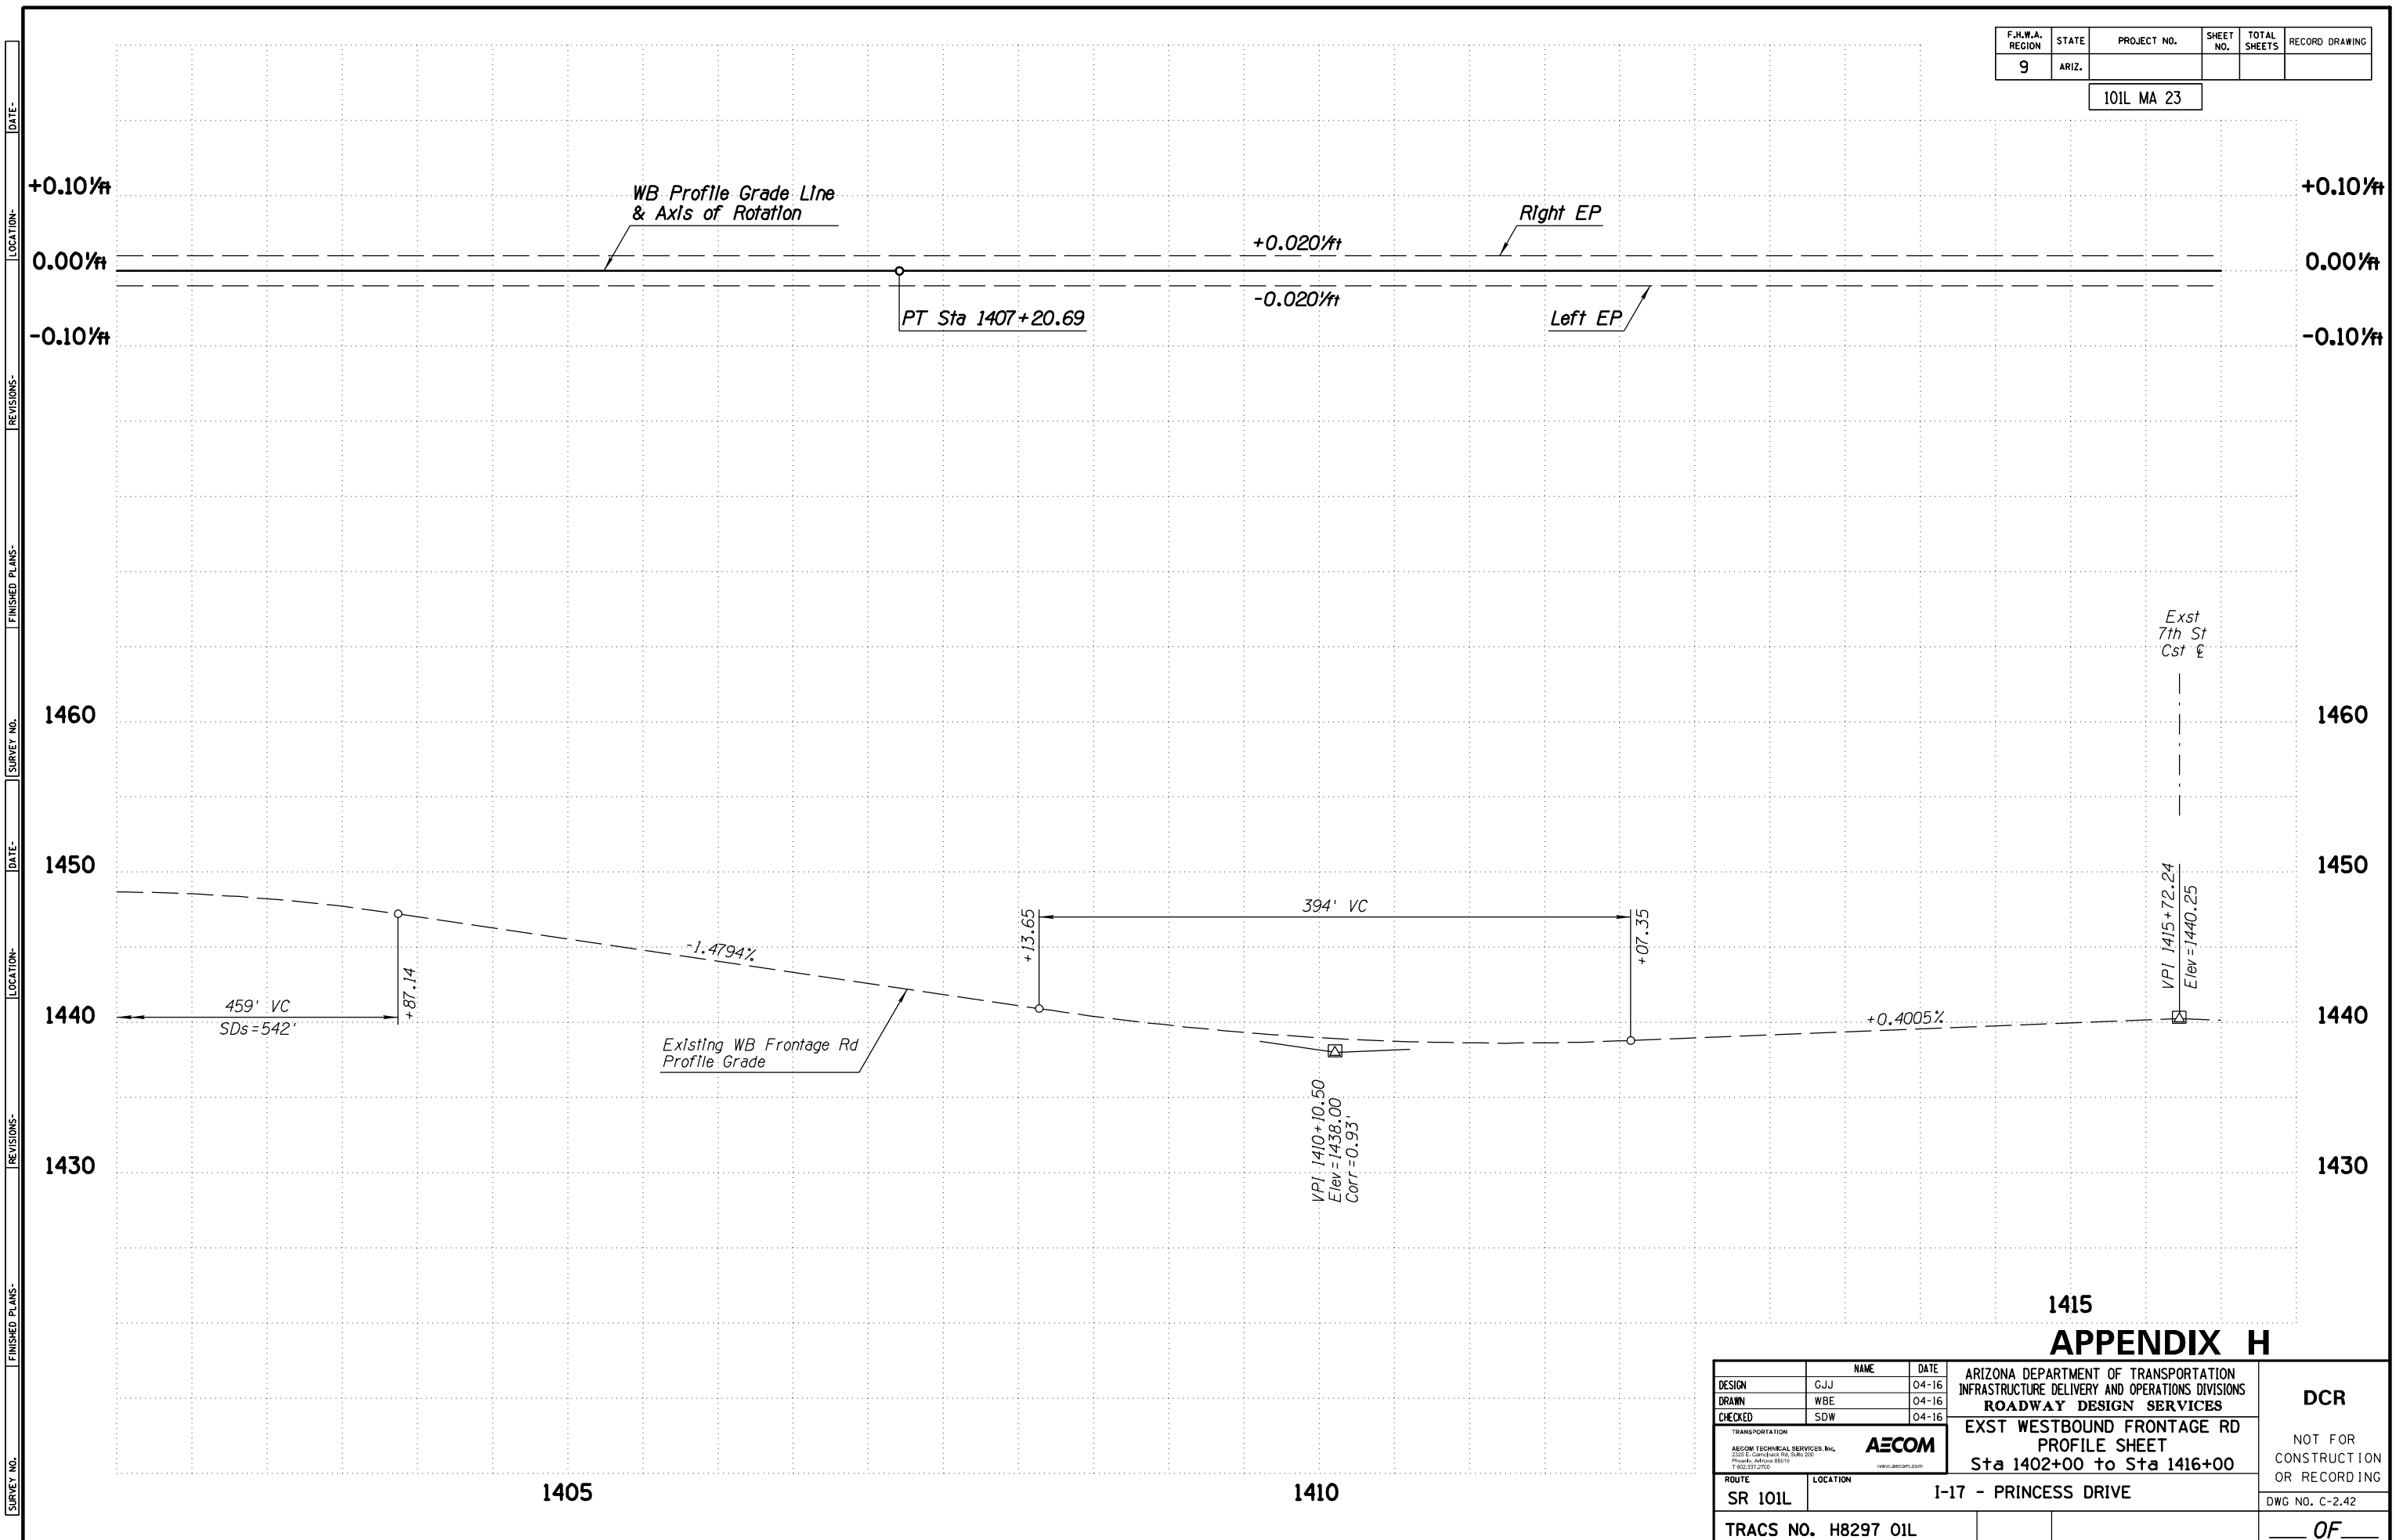 F.H.W.A. REGION STATE PROJECT NO. SHEET NO. TOTAL SHEETS RECORD DRAWING
9 ARIZ.
101L MA 23
+0.10'/ft
+0.10'/ft
WB Profile Grade Line
& Axis of Rotation
Right EP
+0.020'/ft
0.00'/ft
0.00'/ft
-0.020'/ft
PT Sta 1407+20.69
Left EP
-0.10'/ft
-0.10'/ft
Exst
7th St
Cst ℄
1460
1460
1450
1450
VPI 1415+72.24
Elev=1440.25
394' VC
+13.65
+07.35
-1.4794%
+87.14
459' VC
SDs=542'
1440
1440
+0.4005%
Existing WB Frontage Rd
Profile Grade
VPI 1410+10.50
Elev=1438.00
Corr=0.93'
1430
1430
1415
1405
1410
APPENDIX H
NAME DATE
DESIGN GJJ 04-16
DRAWN WBE 04-16
CHECKED SDW 04-16
TRANSPORTATION
AECOM TECHNICAL SERVICES, Inc.
AECOM
www.aecom.com
ARIZONA DEPARTMENT OF TRANSPORTATION
INFRASTRUCTURE DELIVERY AND OPERATIONS DIVISIONS
ROADWAY DESIGN SERVICES
EXST WESTBOUND FRONTAGE RD
PROFILE SHEET
Sta 1402+00 to Sta 1416+00
DCR
NOT FOR
CONSTRUCTION
OR RECORDING
ROUTE
SR 101L
LOCATION
I-17 - PRINCESS DRIVE
DWG NO. C-2.42
TRACS NO. H8297 01L
OF
DATE-
LOCATION-
REVISIONS-
FINISHED PLANS-
SURVEY NO.
DATE-
LOCATION-
REVISIONS-
FINISHED PLANS-
SURVEY NO.